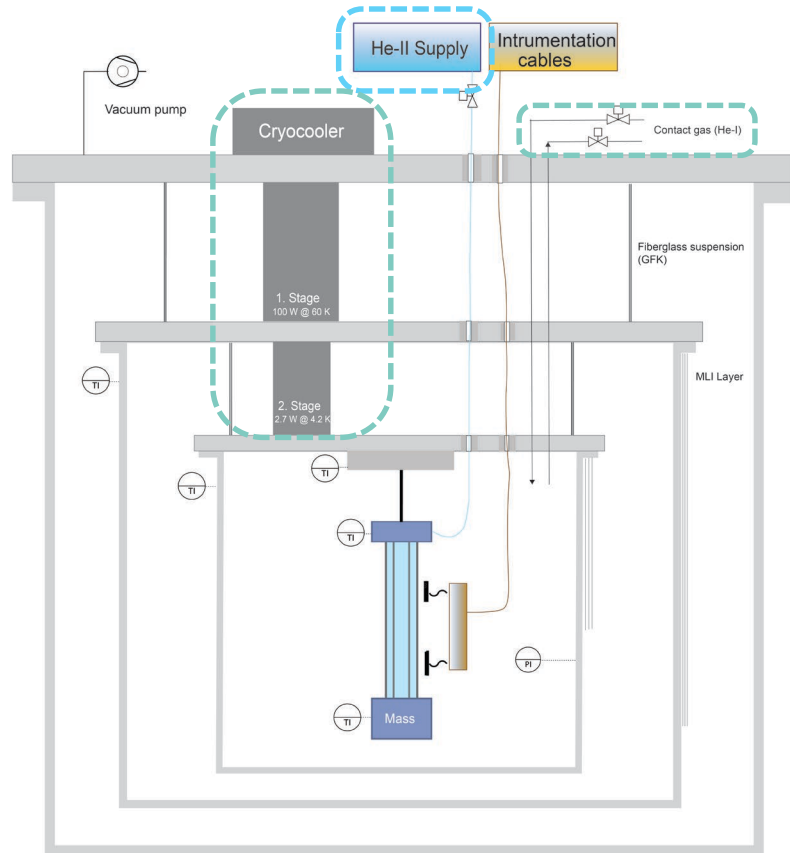 He-II Supply
Intrumentation
cables
Vacuum pump
Cryocooler
Contact gas (He-I)
Fiberglass suspension
(GFK)
1. Stage
100 W @ 60 K
MLI Layer
TI
2. Stage
2.7 W @ 4.2 K
TI
TI
TI
PI
TI
Mass